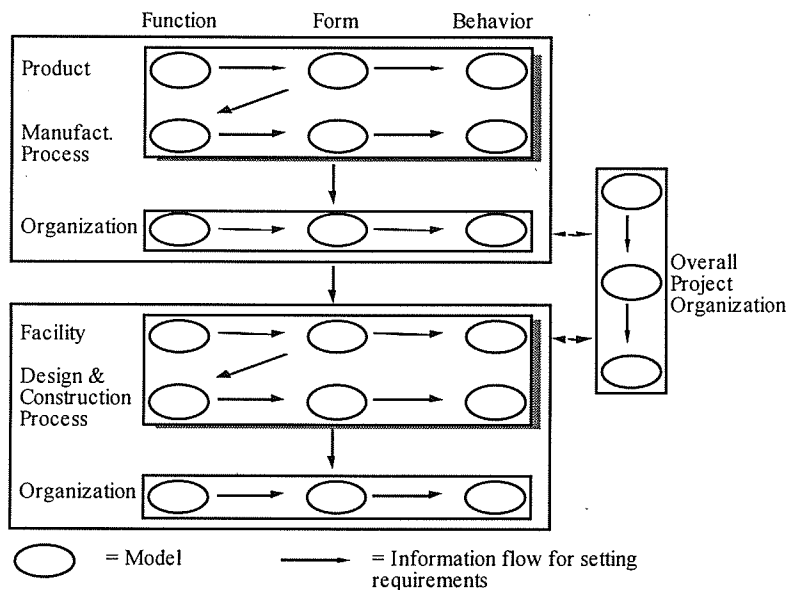 Function Form Behavior
Product
Manufact.
Process
Organization
Overall
Project
Organization
Facility
Design &
Construction
Process
Organization
= Model
= Information flow for setting
requirements